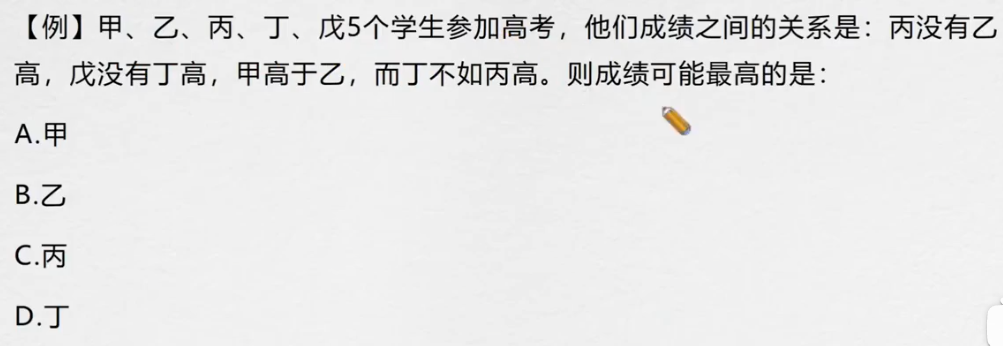 【例】甲、乙、丙、丁、戊5个学生参加高考，他们成绩之间的关系是：丙没有乙
高，戊没有丁高，甲高于乙，而丁不如丙高。则成绩可能最高的是：
A.甲
B.乙
C.丙
D.丁